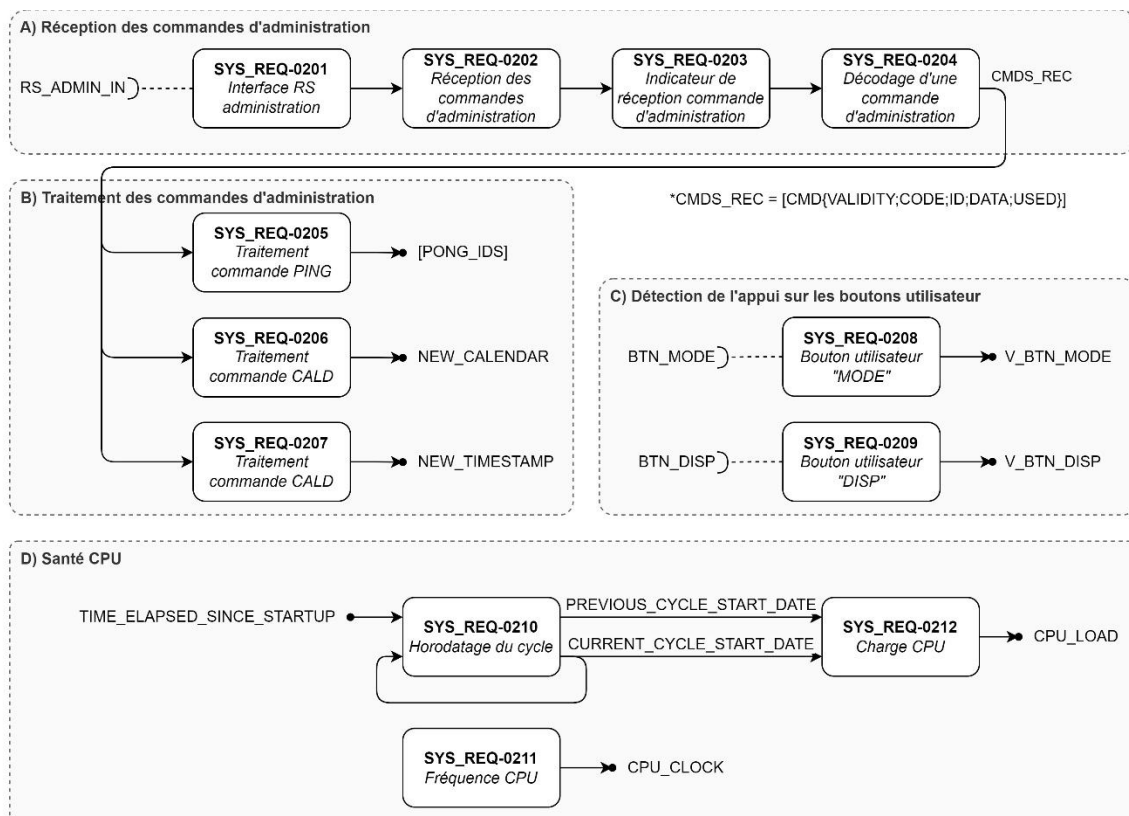 A) Réception des commandes d'administration
RS_ADMIN_IN
SYS_REQ-0201
Interface RS
administration
SYS_REQ-0202
Réception des
commandes
d'administration
SYS_REQ-0203
Indicateur de
réception commande
d'administration
SYS_REQ-0204
Décodage d'une
commande
d'administration
CMDS_REC
B) Traitement des commandes d'administration
*CMDS_REC = [CMD{VALIDITY;CODE;ID;DATA;USED}]
SYS_REQ-0205
Traitement
commande PING
[PONG_IDS]
SYS_REQ-0206
Traitement
commande CALD
NEW_CALENDAR
SYS_REQ-0207
Traitement
commande CALD
NEW_TIMESTAMP
C) Détection de l'appui sur les boutons utilisateur
BTN_MODE
SYS_REQ-0208
Bouton utilisateur
"MODE"
V_BTN_MODE
BTN_DISP
SYS_REQ-0209
Bouton utilisateur
"DISP"
V_BTN_DISP
D) Santé CPU
TIME_ELAPSED_SINCE_STARTUP
SYS_REQ-0210
Horodatage du cycle
PREVIOUS_CYCLE_START_DATE
CURRENT_CYCLE_START_DATE
SYS_REQ-0212
Charge CPU
CPU_LOAD
SYS_REQ-0211
Fréquence CPU
CPU_CLOCK